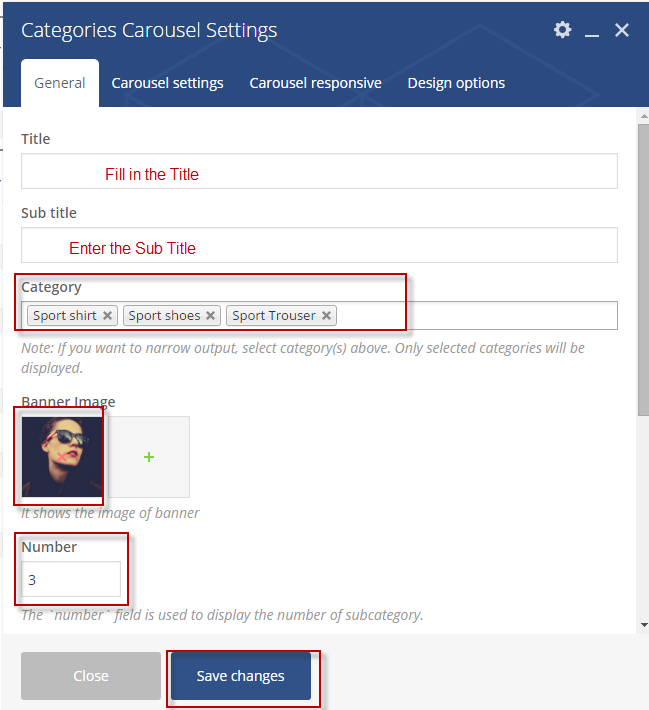 Categories Carousel Settings
General Carousel settings Carousel responsive Design options
Title
Fill in the Title
Sub title
Enter the Sub Title
Category
Sport shirt Sport shoes Sport Trouser
Note: If you want to narrow output, select category(s) above. Only selected categories will be
displayed.
Banner Image
It shows the image of banner
Number
3
The `number` field is used to display the number of subcategory.
Close Save changes